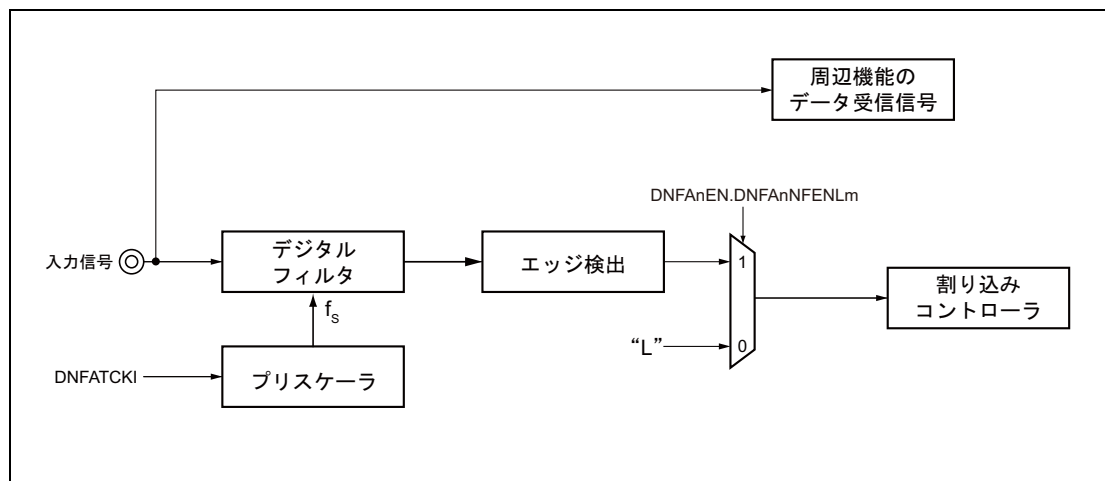 周辺機能の
データ受信信号
DNFAnEN.DNFAnNFENLm
入力信号
デジタル
フィルタ
エッジ検出
1
割り込み
コントローラ
fs
“L”
0
DNFATCKI
プリスケーラ